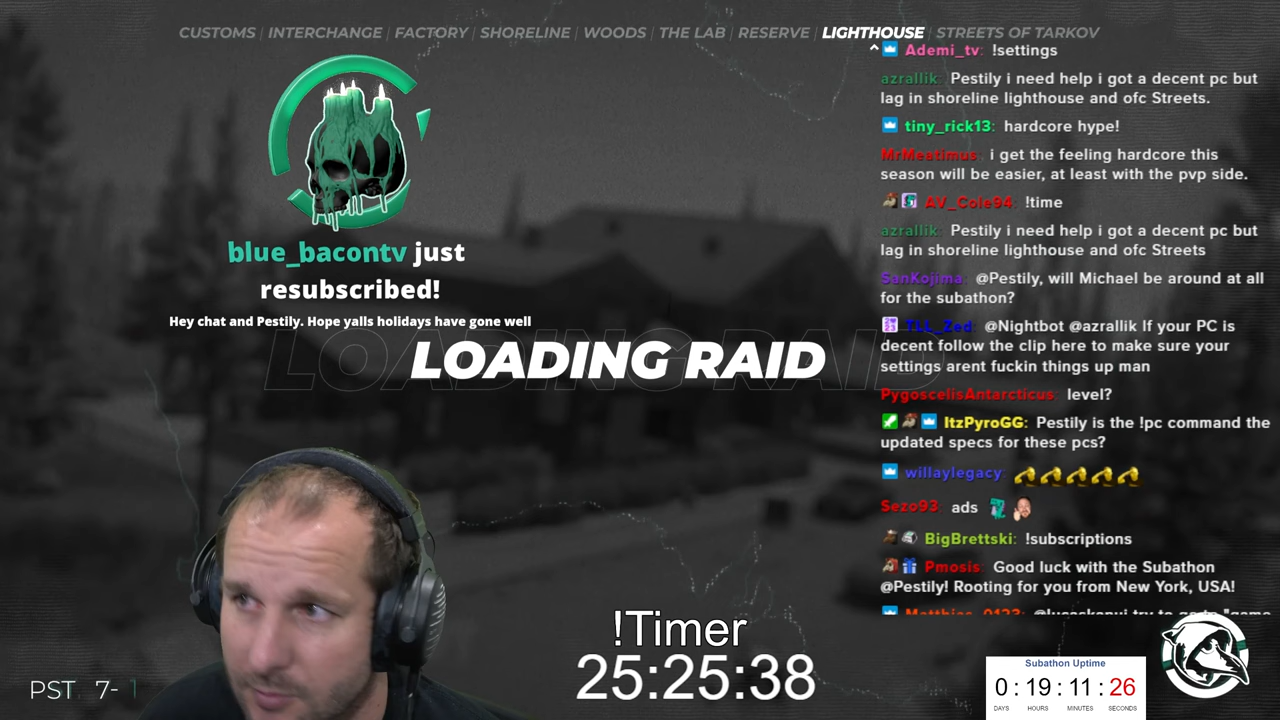 CUSTOMS | INTERCHANGE | FACTORY | SHORELINE | WOODS | THE LAB | RESERVE | LIGHTHOUSE | STREETS OF TARKOV
blue_bacontv just
resubscribed!
Hey chat and Pestily. Hope yalls holidays have gone well
LOADING RAID
Ademi_tv: !settings
azrallik: Pestily i need help i got a decent pc but
lag in shoreline lighthouse and ofc Streets.
tiny_rick13: hardcore hype!
MrMeatimus: i get the feeling hardcore this
season will be easier, at least with the pvp side.
AV_Cole94: !time
azrallik: Pestily i need help i got a decent pc but
lag in shoreline lighthouse and ofc Streets
SanKojima: @Pestily, will Michael be around at all
for the subathon?
TLL_Zed: @Nightbot @azrallik If your PC is
decent follow the clip here to make sure your
settings arent fuckin things up man
PygoscelisAntarcticus: level?
ItzPyroGG: Pestily is the !pc command the
updated specs for these pcs?
willaylegacy:
Sezo93: ads
BigBrettski: !subscriptions
Pmosis: Good luck with the Subathon
@Pestily! Rooting for you from New York, USA!
!Timer
25:25:38
PST 7- 1
Subathon Uptime
0 : 19 : 11 : 26
DAYS HOURS MINUTES SECONDS